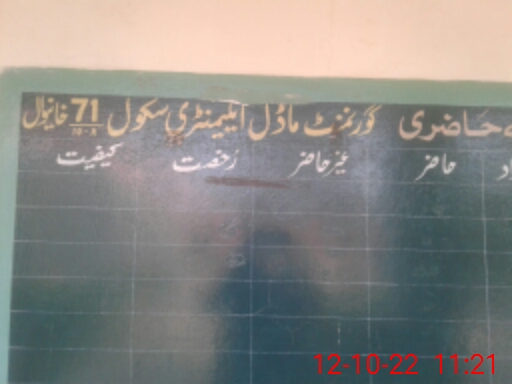 حاضری گورنمنٹ ماڈل ایلیمنٹری سکول 71/10-R خانیوال
حاضر غیر حاضر رخصت کیفیت
12-10-22 11:21